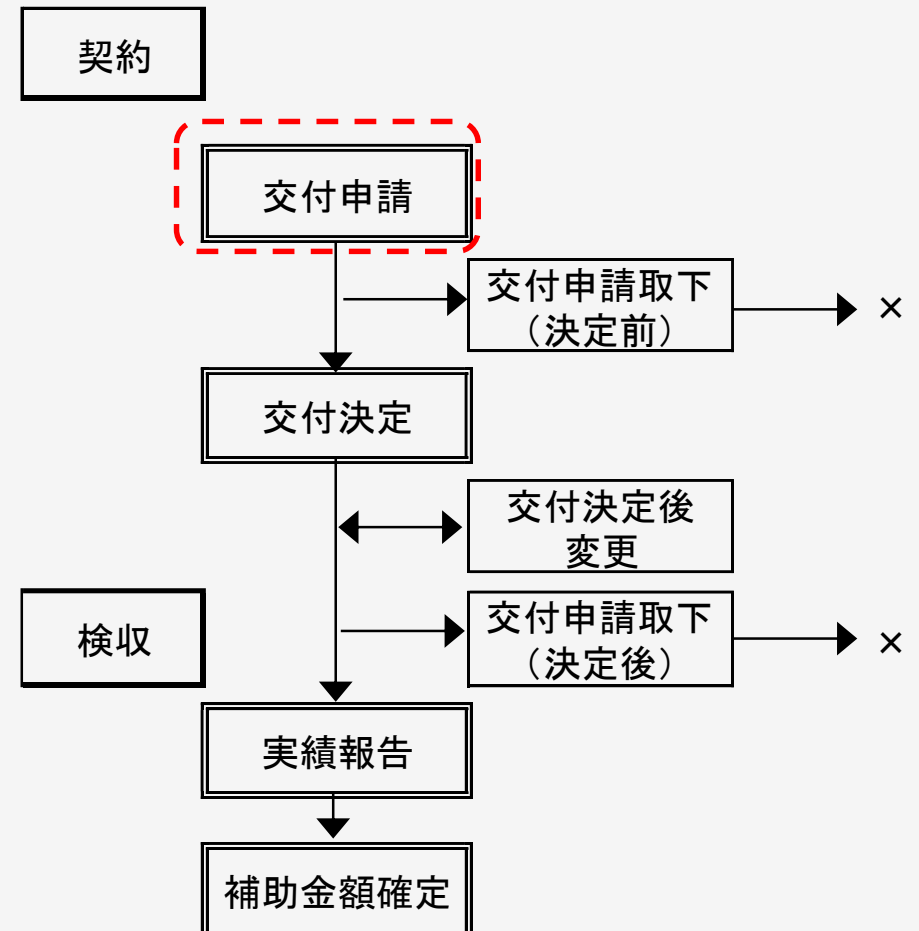 契約
交付申請
交付申請取下
（決定前）
×
交付決定
交付決定後
変更
検収
交付申請取下
（決定後）
×
実績報告
補助金額確定